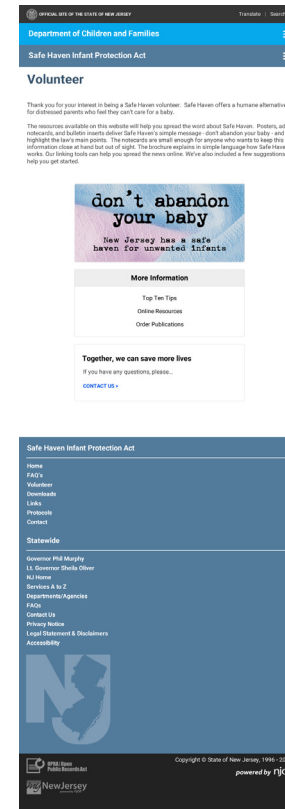 OFFICIAL SITE OF THE STATE OF NEW JERSEY
Translate | Search
Department of Children and Families
Safe Haven Infant Protection Act
Volunteer
Thank you for your interest in being a Safe Haven volunteer. Safe Haven offers a humane alternative
for distressed parents who feel they can't care for a baby.
The resources available on this website will help you spread the word about Safe Haven. Posters, ad
notecards, and bulletin inserts deliver Safe Haven's simple message - don't abandon your baby - and
highlight the law's main points. The notecards are small enough for anyone who wants to keep this
information close at hand but out of sight. The brochure explains in simple language how Safe Have
works. Our linking tools can help you spread the news online. We've also included a few suggestions
help you get started.
don't abandon
your baby
New Jersey has a safe
haven for unwanted infants
More Information
Top Ten Tips
Online Resources
Order Publications
Together, we can save more lives
If you have any questions, please...
CONTACT US »
Safe Haven Infant Protection Act
Home
FAQ's
Volunteer
Downloads
Links
Protocols
Contact
Statewide
Governor Phil Murphy
Lt. Governor Sheila Oliver
NJ Home
Services A to Z
Departments/Agencies
FAQs
Contact Us
Privacy Notice
Legal Statement & Disclaimers
Accessibility
OPRA | Open
Public Records Act
Copyright © State of New Jersey, 1996 - 20
powered by njo
NewJersey